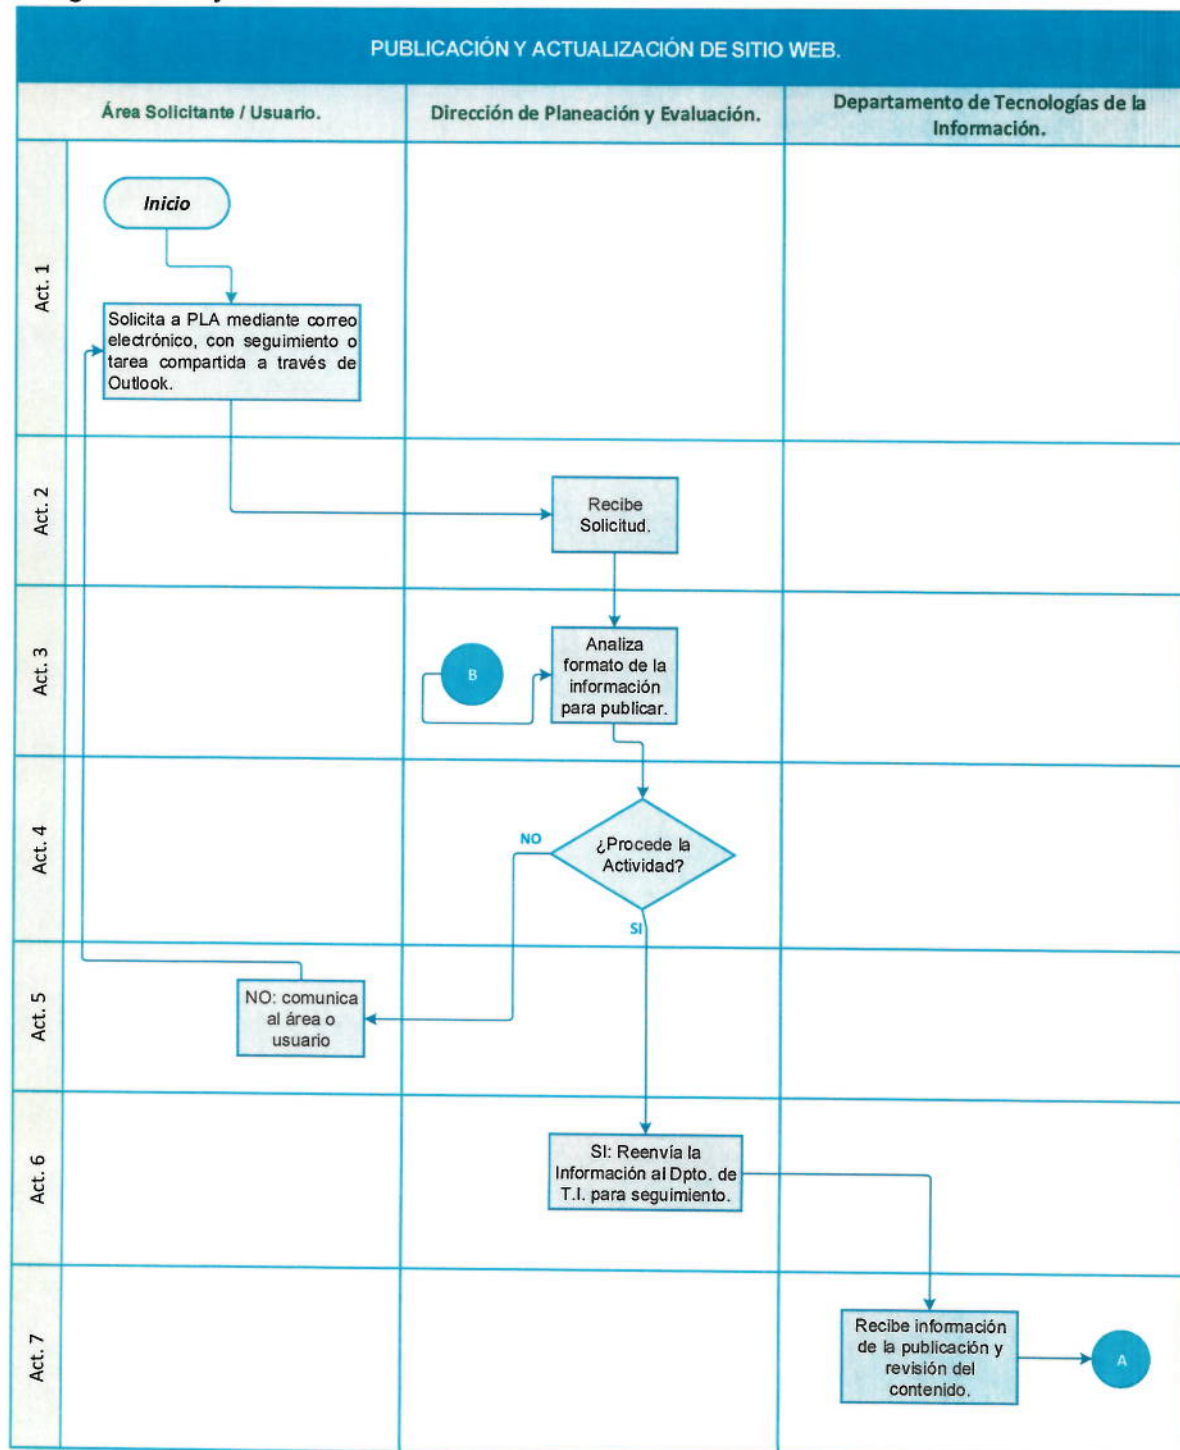 PUBLICACIÓN Y ACTUALIZACIÓN DE SITIO WEB.
Área Solicitante / Usuario.
Dirección de Planeación y Evaluación.
Departamento de Tecnologías de la
Información.
Act. 1
Inicio
Solicita a PLA mediante correo
electrónico, con seguimiento o
tarea compartida a través de
Outlook.
Act. 2
Recibe
Solicitud.
Act. 3
B
Analiza
formato de la
información
para publicar.
Act. 4
NO
¿Procede la
Actividad?
SI
Act. 5
NO: comunica
al área o
usuario
Act. 6
SI: Reenvía la
Información al Dpto. de
T.I. para seguimiento.
Act. 7
Recibe información
de la publicación y
revisión del
contenido.
A